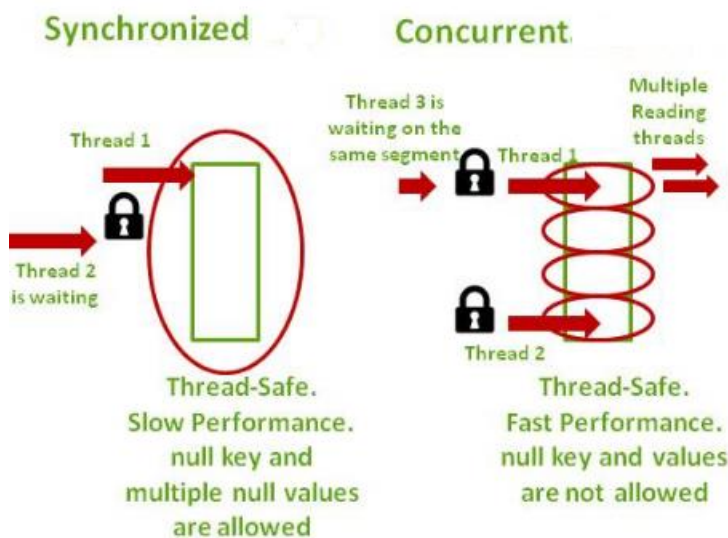 Synchronized
Thread 1
Thread 2
is waiting
Thread-Safe.
Slow Performance.
null key and
multiple null values
are allowed
Concurrent.
Thread 3 is
waiting on the
same segment
Thread 1
Multiple
Reading
threads
Thread 2
Thread-Safe.
Fast Performance.
null key and values
are not allowed